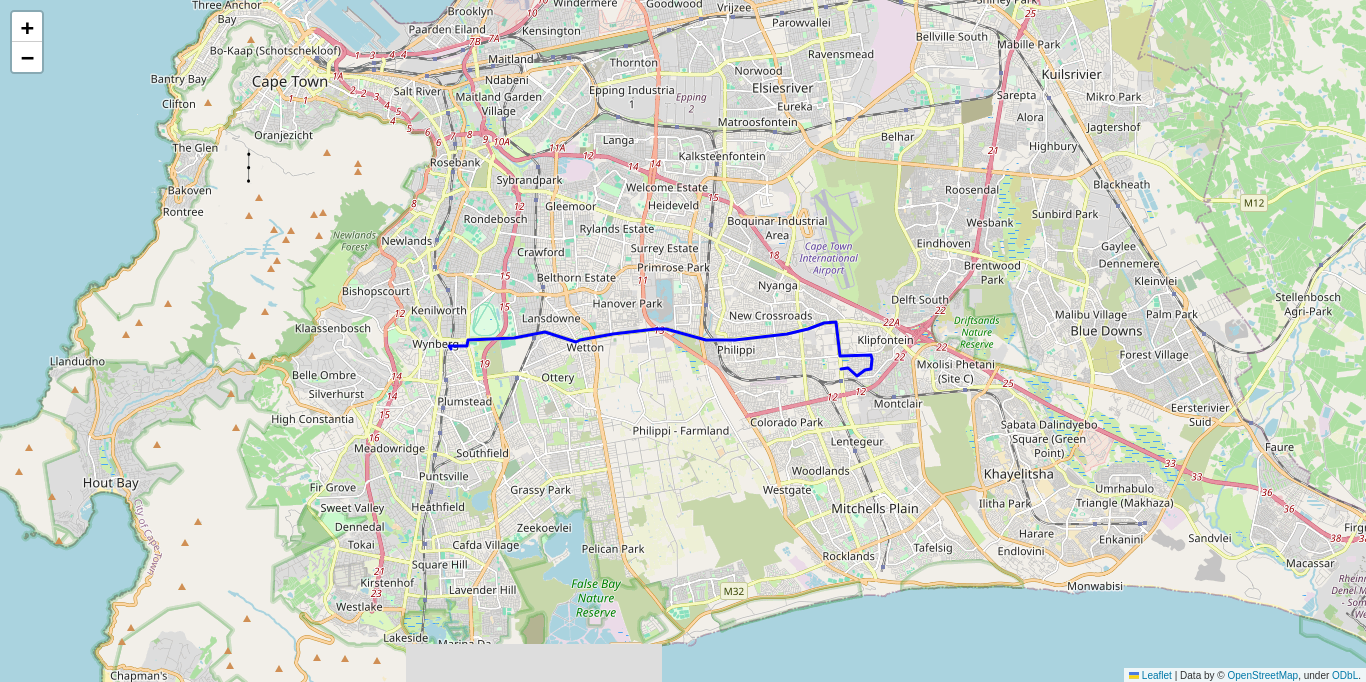 Three Anchor
Bay
Brooklyn
Windermere
Goodwood
Vrijzee
Paarden Eiland
Kensington
Parowvallei
Bellville South
Mabille Park
25
+
−
Bo-Kaap (Schotschekloof)
Maitland
Thornton
Ravensmead
Bantry Bay
Cape Town
Ndabeni
Norwood
Elsiesriver
Kuilsrivier
Salt River
Maitland Garden
Village
Epping Industria
1
Epping
2
Eureka
Sarepta
Mikro Park
Clifton
Matroosfontein
Alora
Oranjezicht
Langa
Belhar
Jagtershof
The Glen
Rosebank
Kalksteenfontein
Highbury
Sybrandpark
Welcome Estate
Roosendal
Blackheath
Bakoven
Rontree
Gleemoor
Heideveld
M12
Rondebosch
Rylands Estate
Boquinar Industrial
Area
Wesbank
Sunbird Park
Newlands
Forest
Newlands
Crawford
Surrey Estate
Cape Town
International
Airport
Eindhoven
Gaylee
Belthorn Estate
Primrose Park
Brentwood
Park
Dennemere
Bishopscourt
Nyanga
Kleinvlei
Kenilworth
Hanover Park
Delft South
Stellenbosch
Agri-Park
Klaassenbosch
Lansdowne
New Crossroads
22A
Driftsands
Nature
Reserve
Malibu Village
Palm Park
Blue Downs
Llandudno
Wynberg
Wetton
Philippi
Klipfontein
Forest Village
Belle Ombre
Ottery
Mxolisi Phetani
(Site C)
Silverhurst
Plumstead
Montclair
Eersterivier
Suid
High Constantia
Philippi - Farmland
Colorado Park
Sabata Dalindyebo
Square (Green
Point)
Meadowridge
Southfield
Lentegeur
Faure
Hout Bay
Puntsville
Woodlands
Khayelitsha
Fir Grove
Grassy Park
Westgate
Umrhabulo
Triangle (Makhaza)
Sweet Valley
Heathfield
Mitchells Plain
Ilitha Park
City of Cape Town
Dennedal
Zeekoevlei
Harare
Enkanni
Sandvlei
Tokai
Cafda Village
Pelican Park
Rocklands
Tafelsig
Endlovini
Square Hill
Macassar
Kirstenhof
Lavender Hill
False Bay
Nature
Reserve
M32
Monwabisi
Westlake
Lakeside
Chapman's
Leaflet | Data by © OpenStreetMap, under ODbL.